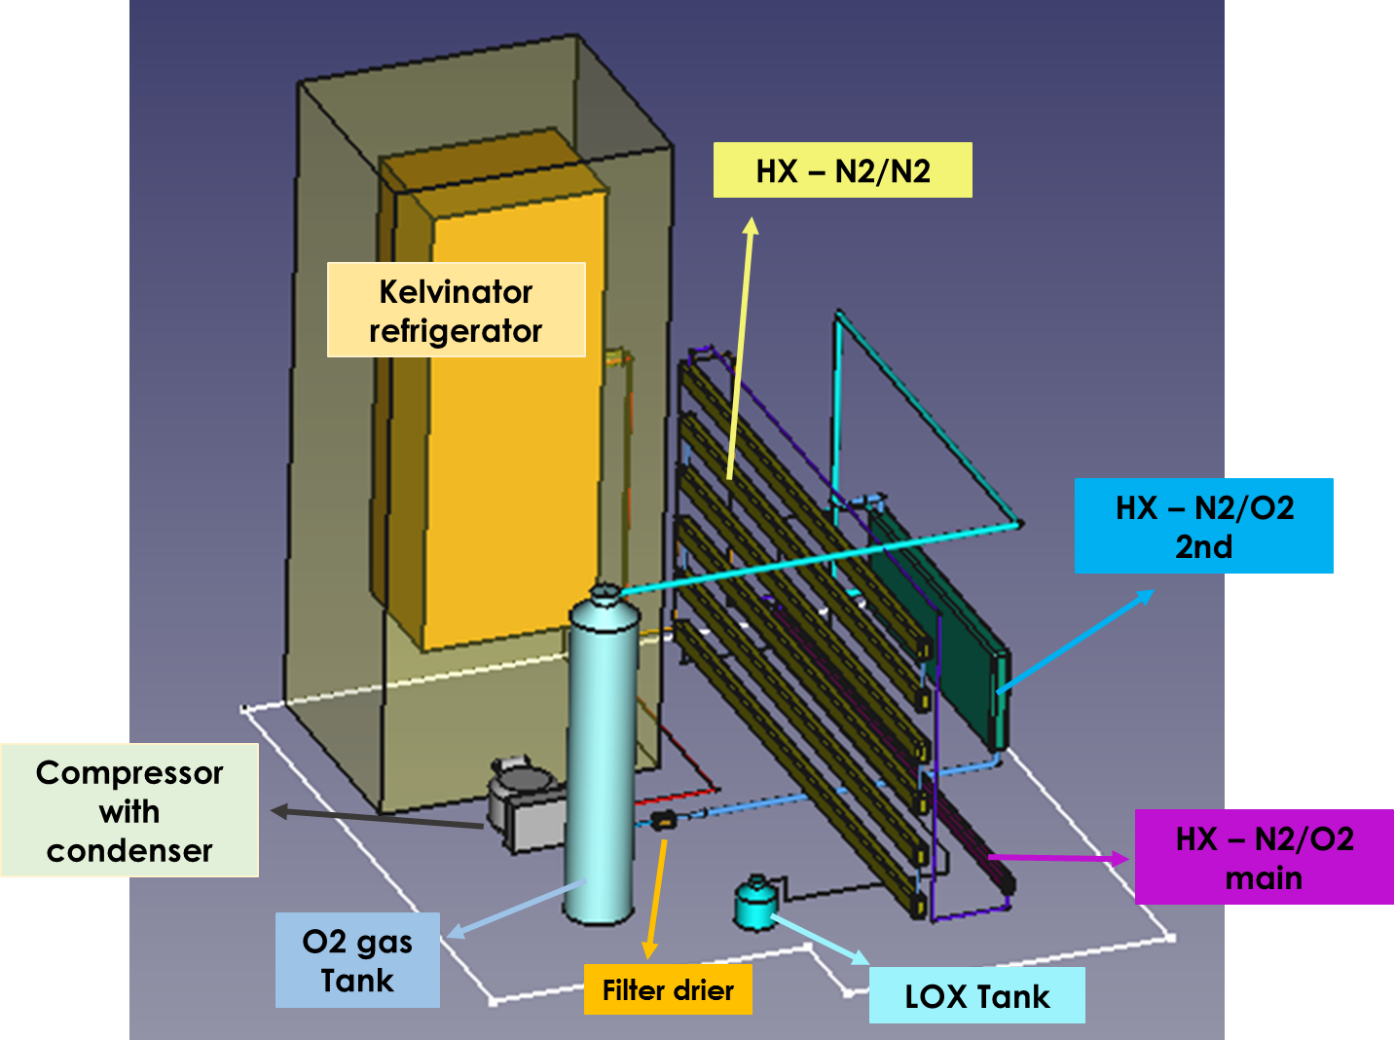 HX – N2/N2
Kelvinator
refrigerator
HX – N2/O2
2nd
Compressor
with
condenser
HX – N2/O2
main
O2 gas
Tank
Filter drier
LOX Tank